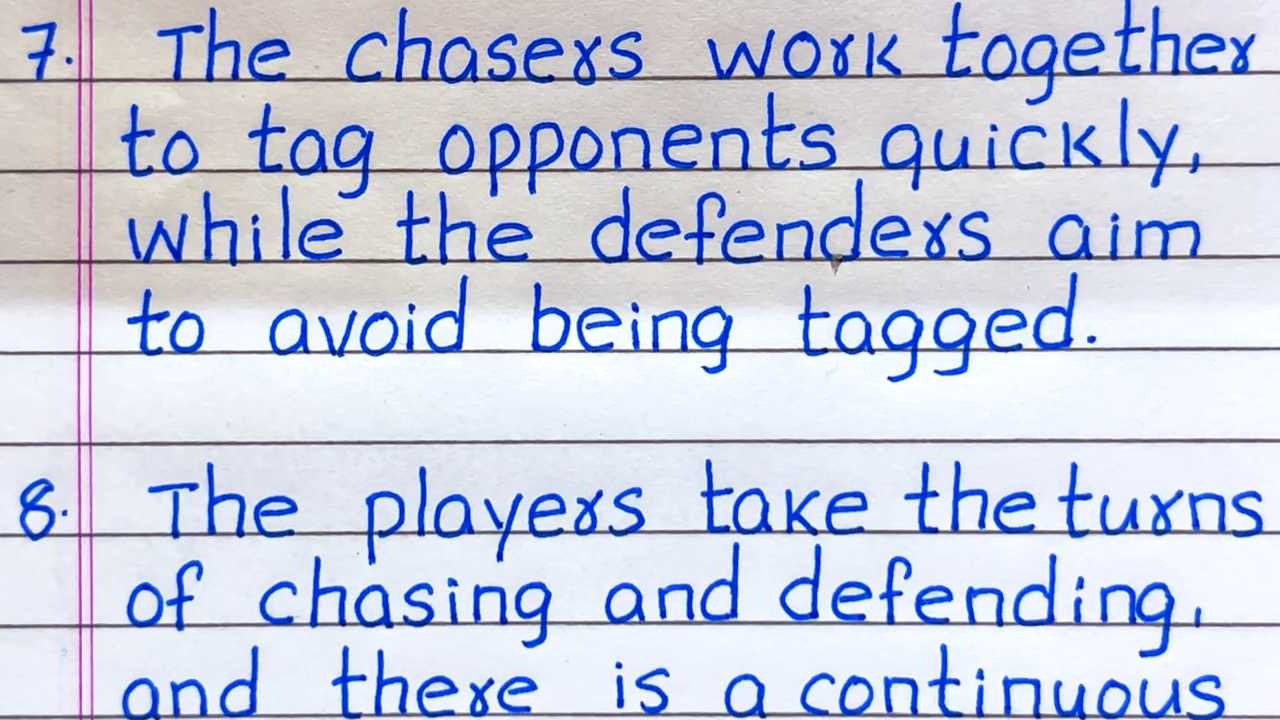 7. The chasers work together
to tag opponents quickly,
while the defenders aim
to avoid being tagged.
8. The players take the turns
of chasing and defending,
and there is a continuous